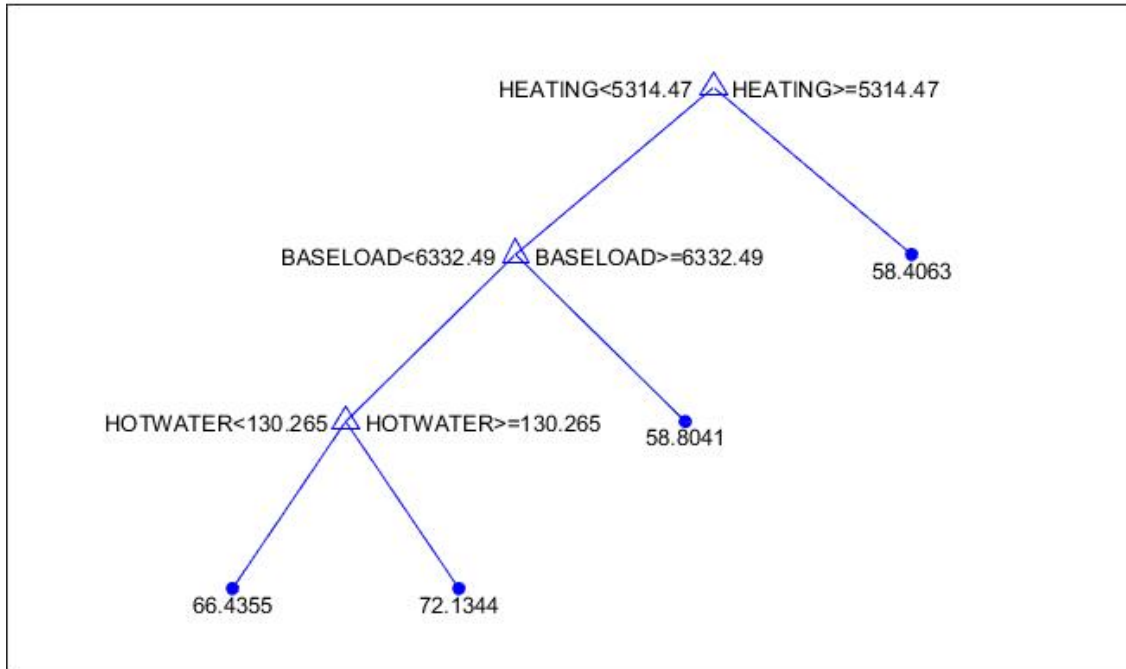 HEATING<5314.47 HEATING>=5314.47
BASELOAD<6332.49 BASELOAD>=6332.49
58.4063
HOTWATER<130.265 HOTWATER>=130.265
58.8041
66.4355 72.1344